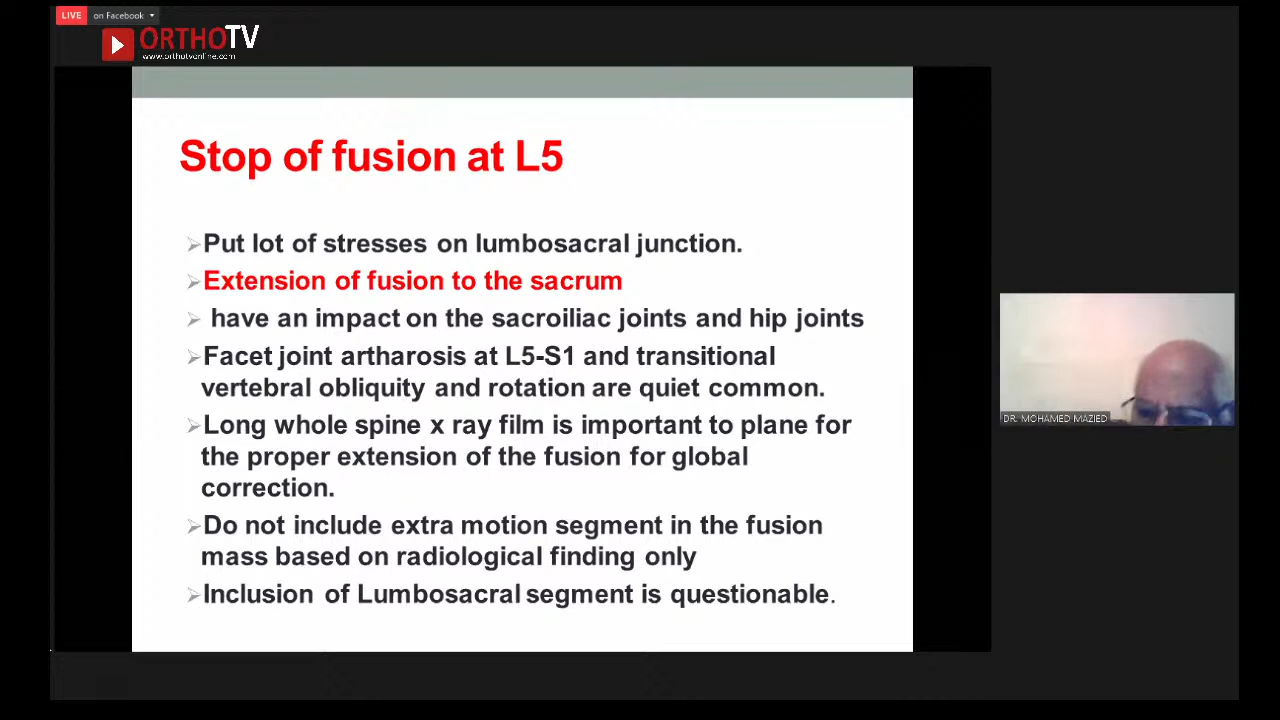 LIVE on Facebook
ORTHOTV
www.orthotvonline.com
Stop of fusion at L5
Put lot of stresses on lumbosacral junction.
Extension of fusion to the sacrum
have an impact on the sacroiliac joints and hip joints
Facet joint artharosis at L5-S1 and transitional
vertebral obliquity and rotation are quiet common.
Long whole spine x ray film is important to plane for
the proper extension of the fusion for global
correction.
Do not include extra motion segment in the fusion
mass based on radiological finding only
Inclusion of Lumbosacral segment is questionable.
DR. MOHAMED MAZIED